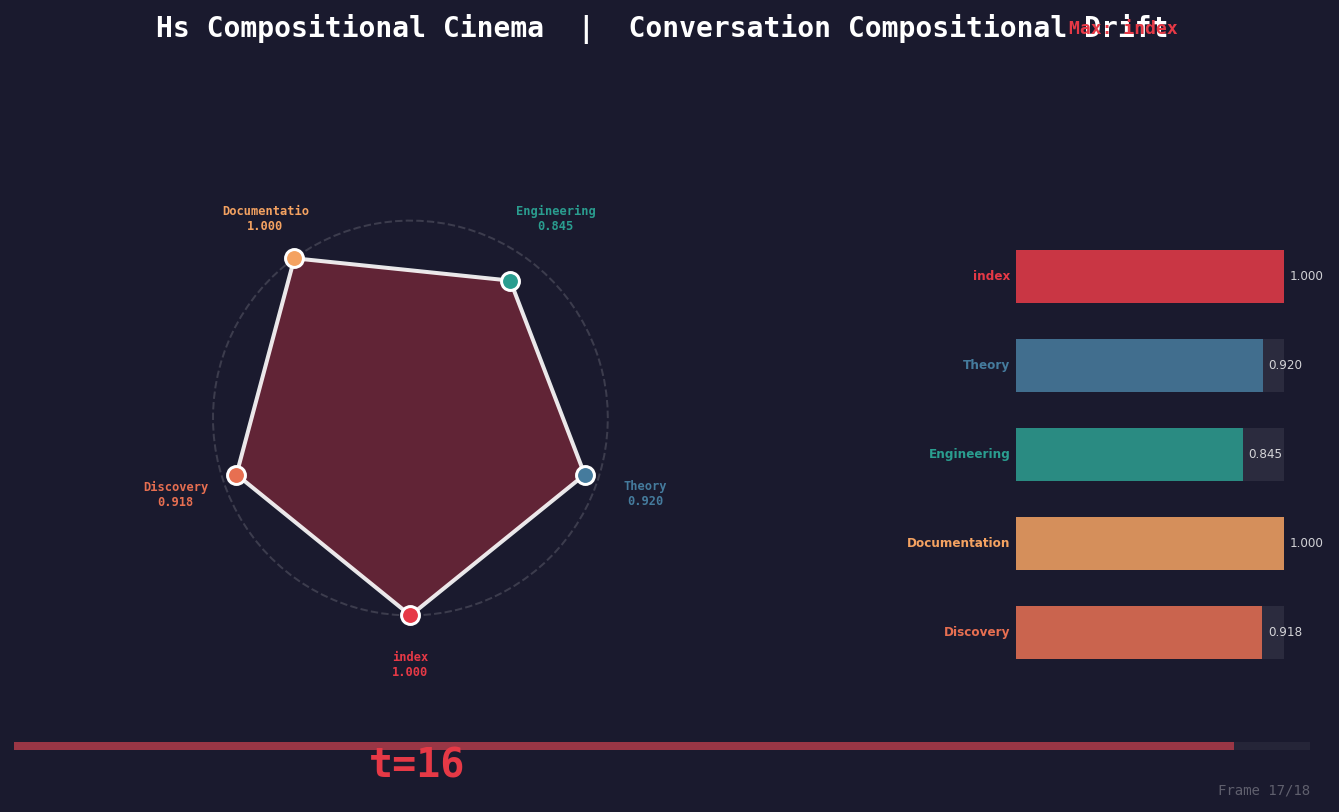 Hs Compositional Cinema | Conversation Compositional Drift
Max: index
Documentatio
1.000
Engineering
0.845
Discovery
0.918
Theory
0.920
index
1.000
index 1.000
Theory 0.920
Engineering 0.845
Documentation 1.000
Discovery 0.918
t=16
Frame 17/18